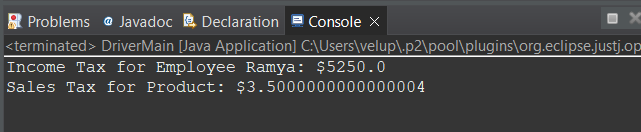 Problems @ Javadoc Declaration Console ×
<terminated> DriverMain [Java Application] C:\Users\velup\.p2\pool\plugins\org.eclipse.justj.op
Income Tax for Employee Ramya: $5250.0
Sales Tax for Product: $3.5000000000000004